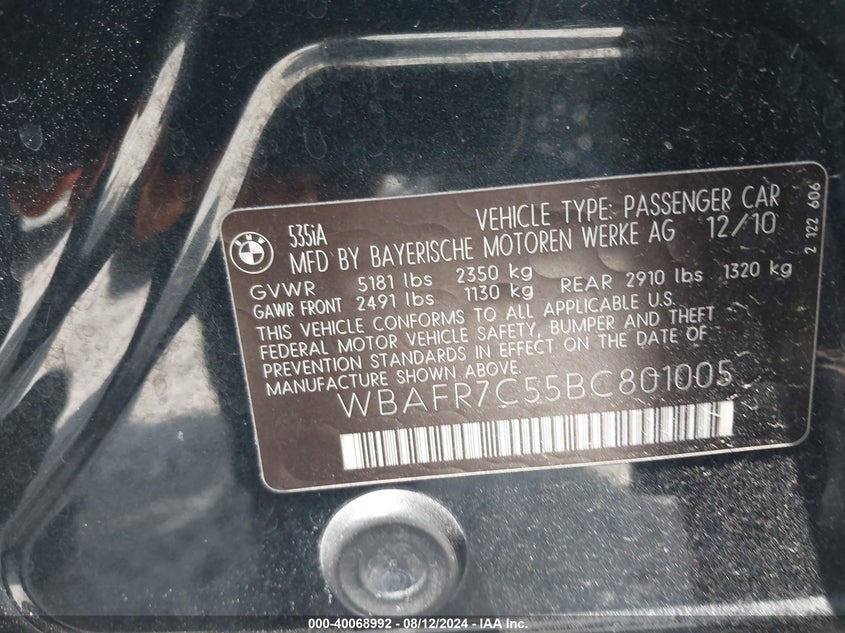 535iA VEHICLE TYPE: PASSENGER CAR
MFD BY BAYERISCHE MOTOREN WERKE AG 12/10
GVWR 5181 lbs 2350 kg
GAWR FRONT 2491 lbs 1130 kg REAR 2910 lbs 1320 kg
THIS VEHICLE CONFORMS TO ALL APPLICABLE U.S.
FEDERAL MOTOR VEHICLE SAFETY, BUMPER AND THEFT
PREVENTION STANDARDS IN EFFECT ON THE DATE OF
MANUFACTURE SHOWN ABOVE.
WBAFR7C55BC801005
2 122 606
000-40068992 - 08/12/2024 - IAA Inc.